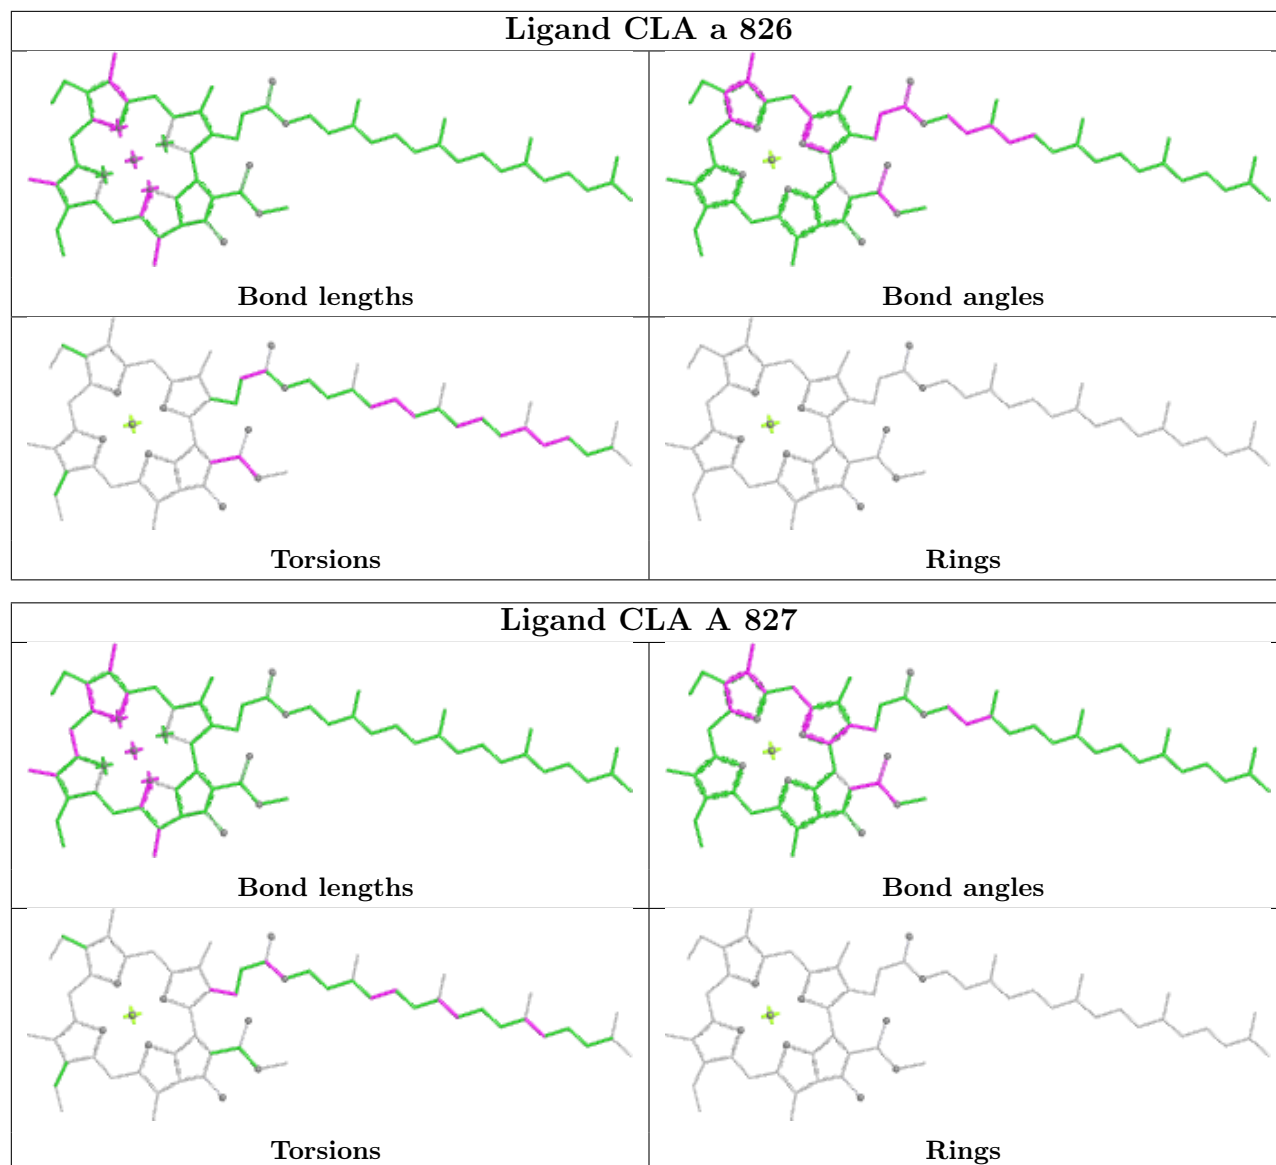 Ligand CLA a 826
Bond lengths
Bond angles
Torsions
Rings
Ligand CLA A 827
Bond lengths
Bond angles
Torsions
Rings